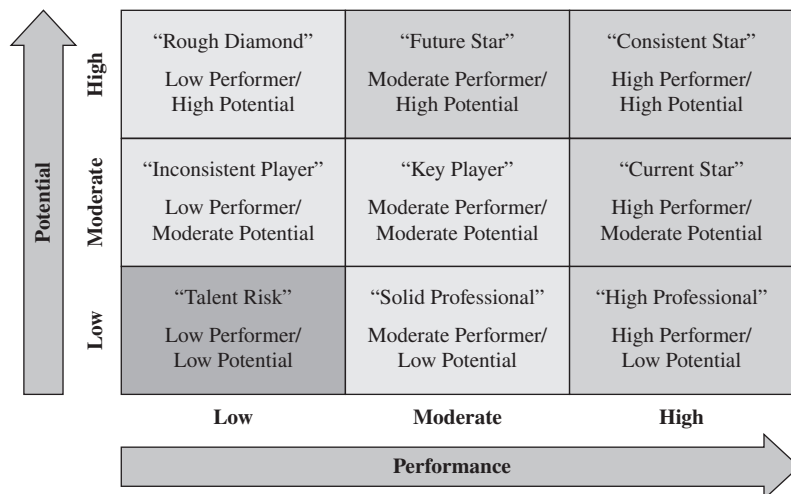 “Rough Diamond”
Low Performer/
High Potential
“Future Star”
Moderate Performer/
High Potential
“Consistent Star”
High Performer/
High Potential
“Inconsistent Player”
Low Performer/
Moderate Potential
“Key Player”
Moderate Performer/
Moderate Potential
“Current Star”
High Performer/
Moderate Potential
“Talent Risk”
Low Performer/
Low Potential
“Solid Professional”
Moderate Performer/
Low Potential
“High Professional”
High Performer/
Low Potential
Potential
High
Moderate
Low
Low
Moderate
High
Performance